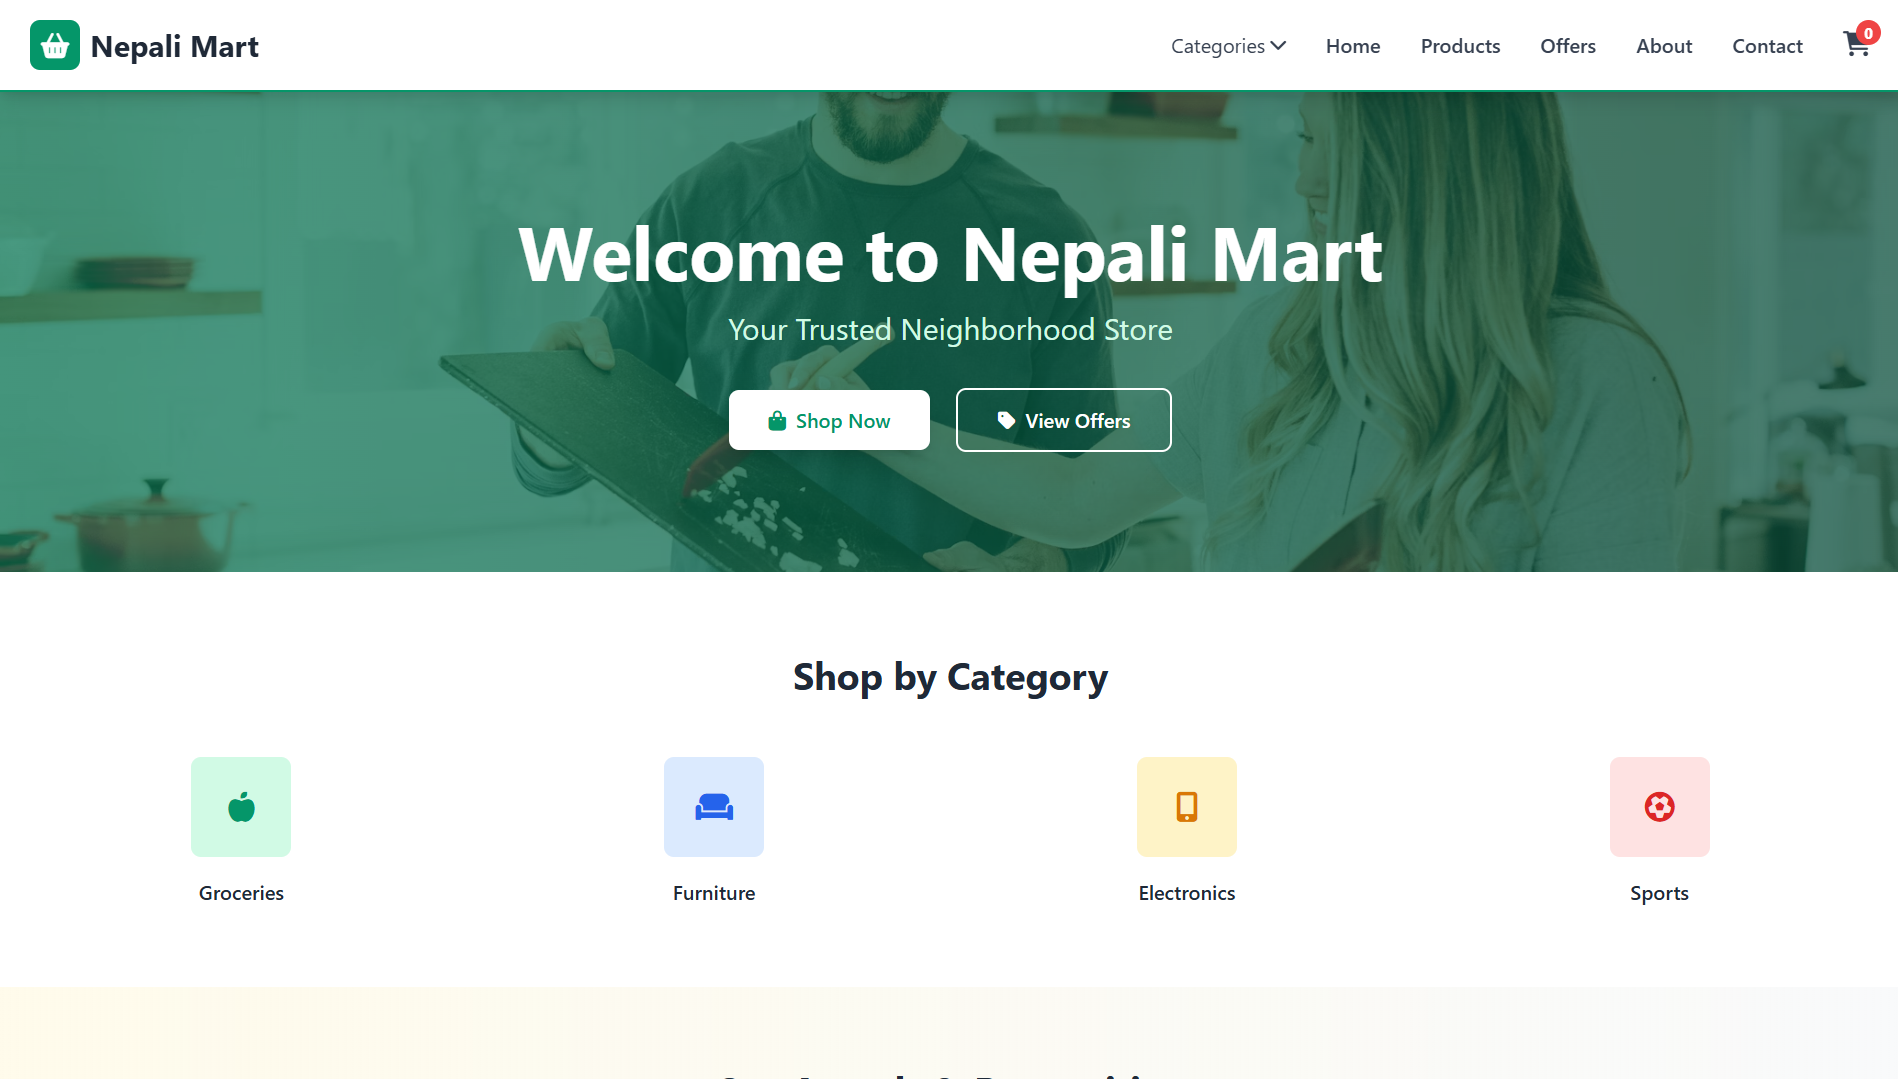 Nepali Mart
Categories
Home
Products
Offers
About
Contact
0
Welcome to Nepali Mart
Your Trusted Neighborhood Store
Shop Now
View Offers
Shop by Category
Groceries
Furniture
Electronics
Sports